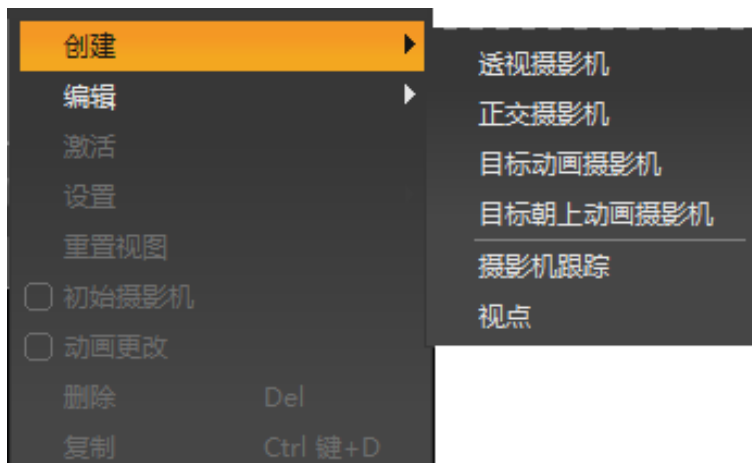 创建
编辑
激活
设置
重置视图
初始摄影机
动画更改
删除 Del
复制 Ctrl 键+D
透视摄影机
正交摄影机
目标动画摄影机
目标朝上动画摄影机
摄影机跟踪
视点